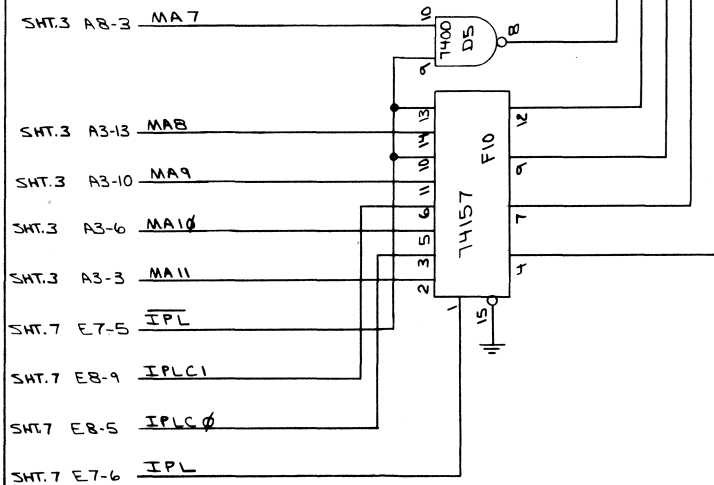 SHT.3 A8-3 MA7
10
7400
D5
8
9
13
12
SHT.3 A3-13 MA8
14
F10
10
9
SHT.3 A3-10 MA9
11
74157
6
7
SHT.3 A3-6 MA1Ø
5
3
4
SHT.3 A3-3 MA11
2
1
15
SHT.7 E7-5 IPL
SHT.7 E8-9 IPLC1
SHT.7 E8-5 IPLCØ
SHT.7 E7-6 IPL